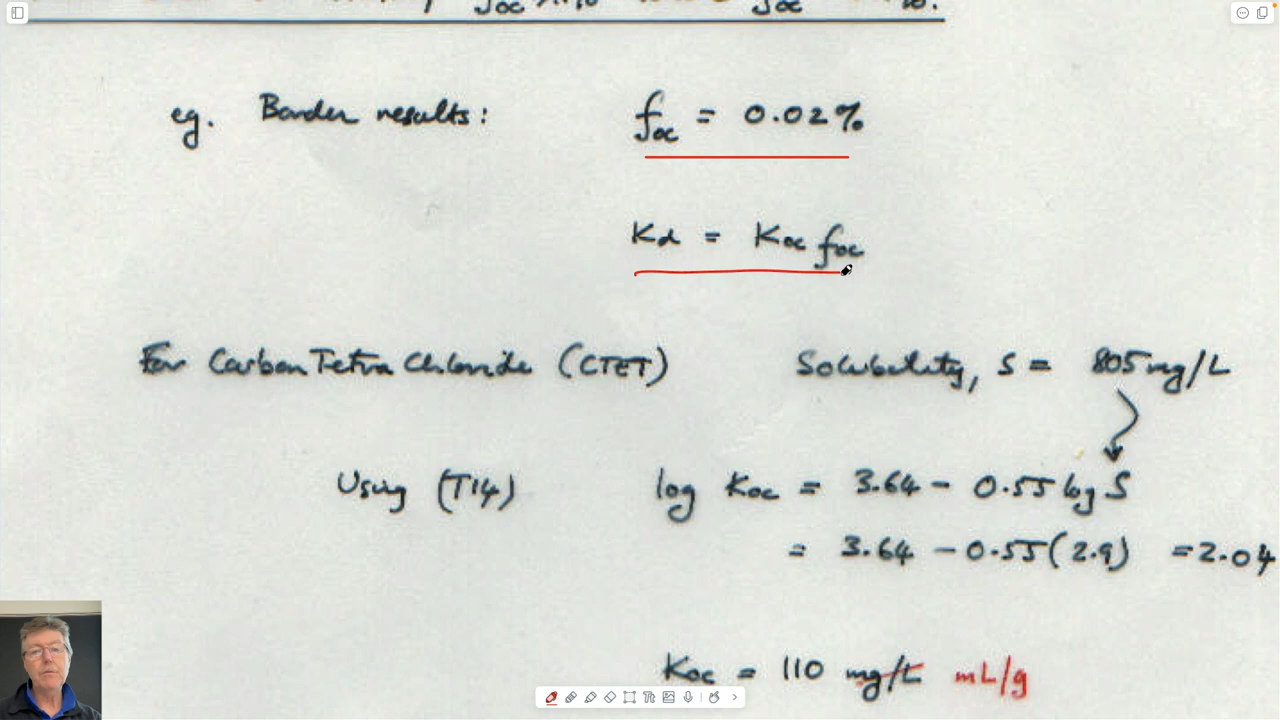 eg. Borden results: foc = 0.02%
Kd = Koc foc
For Carbon Tetra Chloride (CTET) Solubility, S = 805 mg/L
Using (T14) log Koc = 3.64 - 0.55 log S
= 3.64 - 0.55(2.9) = 2.04
Koc = 110 mg/L mL/g